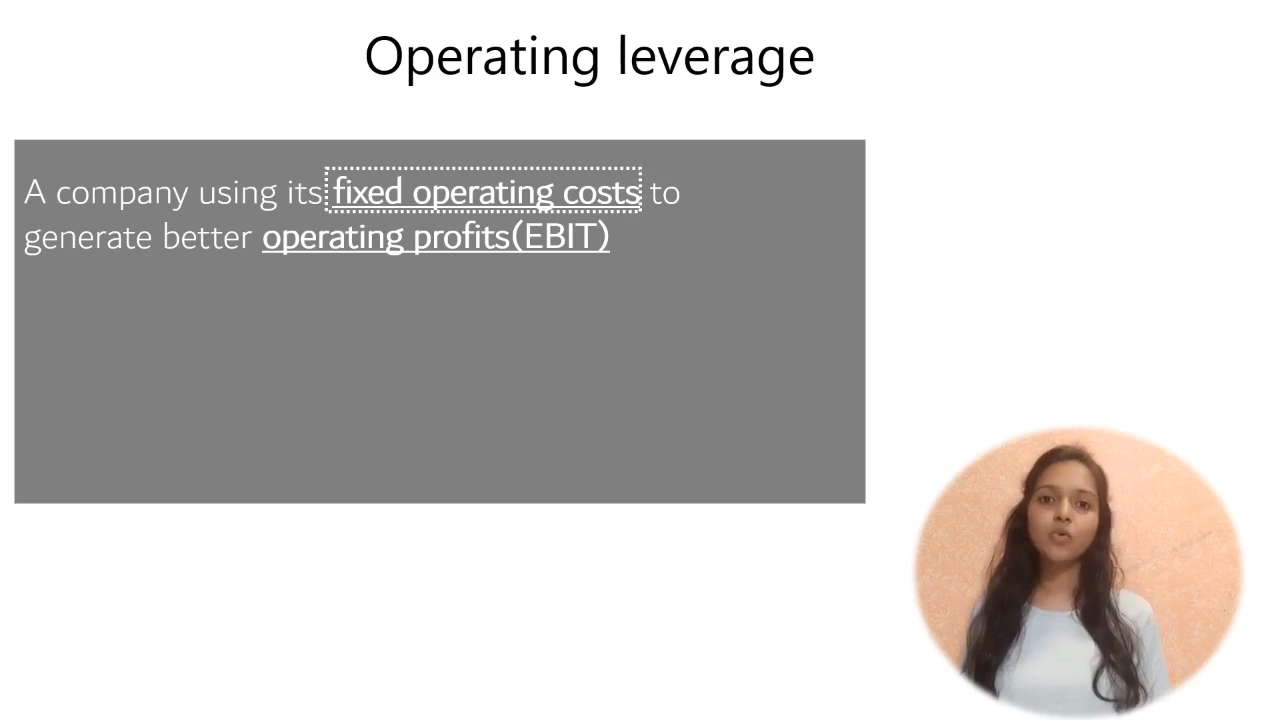 Operating leverage
A company using its fixed operating costs to
generate better operating profits(EBIT)